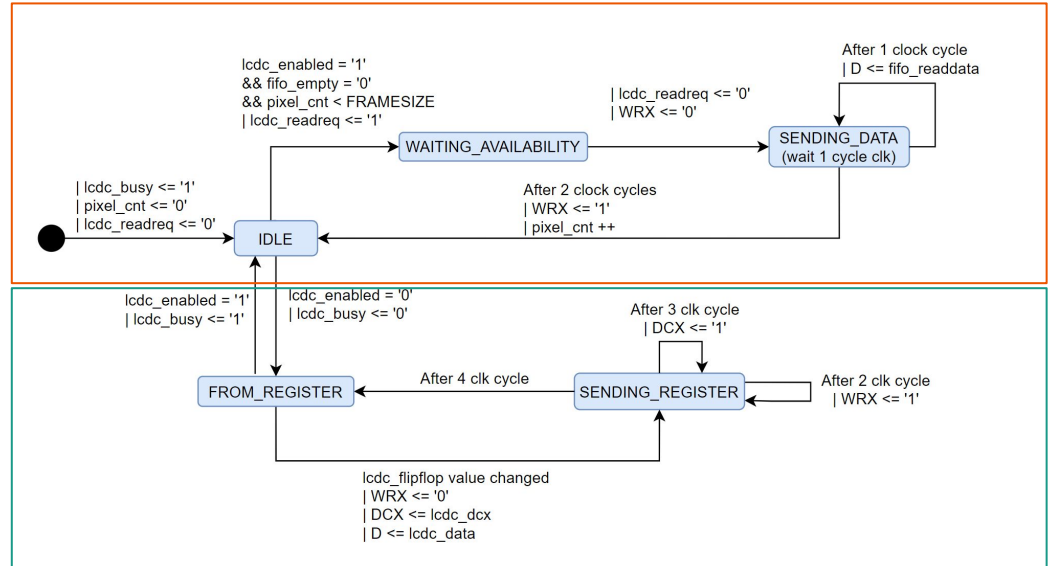 lcdc_enabled = '1'
&& fifo_empty = '0'
&& pixel_cnt < FRAMESIZE
| lcdc_readreq <= '1'
| lcdc_readreq <= '0'
| WRX <= '0'
After 1 clock cycle
| D <= fifo_readdata
WAITING_AVAILABILITY
SENDING_DATA
(wait 1 cycle clk)
| lcdc_busy <= '1'
| pixel_cnt <= '0'
| lcdc_readreq <= '0'
After 2 clock cycles
| WRX <= '1'
| pixel_cnt ++
IDLE
lcdc_enabled = '1'
| lcdc_busy <= '1'
lcdc_enabled = '0'
| lcdc_busy <= '0'
After 3 clk cycle
| DCX <= '1'
FROM_REGISTER
After 4 clk cycle
SENDING_REGISTER
After 2 clk cycle
| WRX <= '1'
lcdc_flipflop value changed
| WRX <= '0'
| DCX <= lcdc_dcx
| D <= lcdc_data